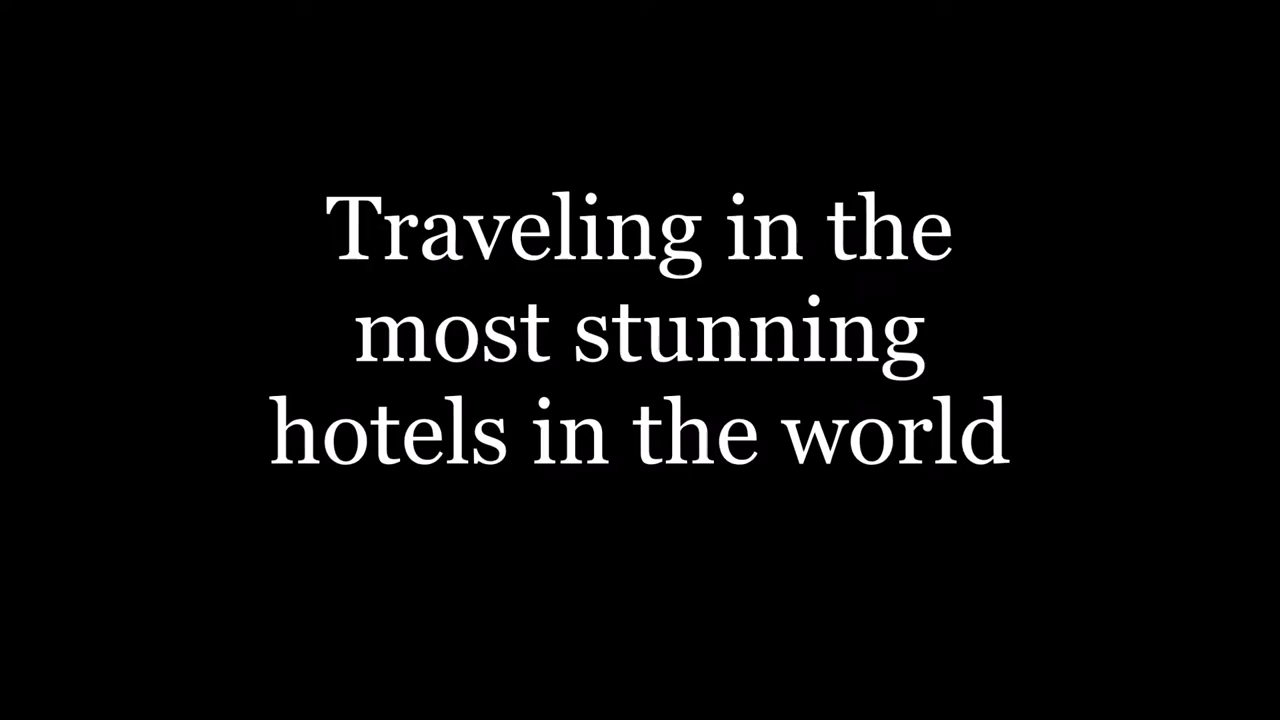 Traveling in the
most stunning
hotels in the world